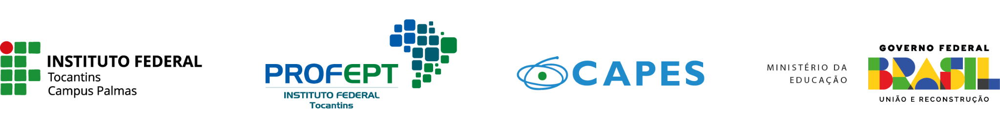 INSTITUTO FEDERAL
Tocantins
Campus Palmas
PROFEPT
INSTITUTO FEDERAL
Tocantins
CAPES
MINISTÉRIO DA
EDUCAÇÃO
GOVERNO FEDERAL
BRASIL
UNIÃO E RECONSTRUÇÃO